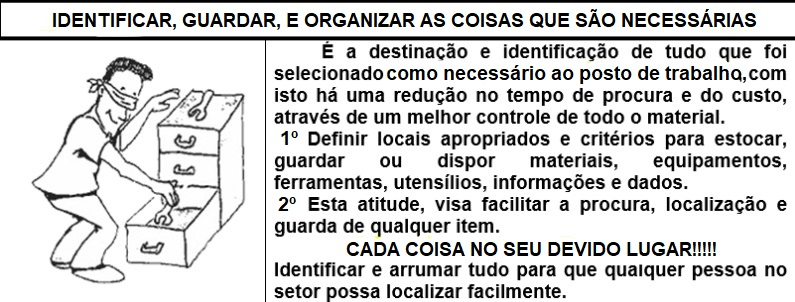 IDENTIFICAR, GUARDAR, E ORGANIZAR AS COISAS QUE SÃO NECESSÁRIAS
É a destinação e identificação de tudo que foi
selecionado como necessário ao posto de trabalho, com
isto há uma redução no tempo de procura e do custo,
através de um melhor controle de todo o material.
1º Definir locais apropriados e critérios para estocar,
guardar ou dispor materiais, equipamentos,
ferramentas, utensílios, informações e dados.
2º Esta atitude, visa facilitar a procura, localização e
guarda de qualquer item.
CADA COISA NO SEU DEVIDO LUGAR!!!!!
Identificar e arrumar tudo para que qualquer pessoa no
setor possa localizar facilmente.